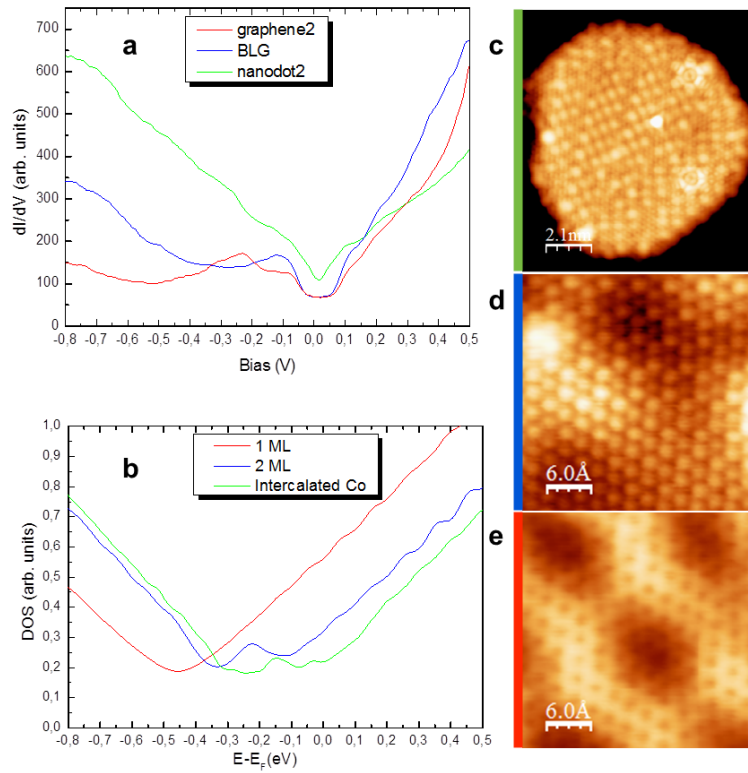 a
graphene2
BLG
nanodot2
750
700
600
500
400
300
200
100
0
dI/dV (arb. units)
-0,8 -0,7 -0,6 -0,5 -0,4 -0,3 -0,2 -0,1 0,0 0,1 0,2 0,3 0,4 0,5
Bias (V)
b
1 ML
2 ML
Intercalated Co
1,0
0,9
0,8
0,7
0,6
0,5
0,4
0,3
0,2
0,1
0,0
DOS (arb. units)
-0,8 -0,7 -0,6 -0,5 -0,4 -0,3 -0,2 -0,1 0,0 0,1 0,2 0,3 0,4 0,5
E-EF(eV)
c
2.1nm
d
6.0Å
e
6.0Å